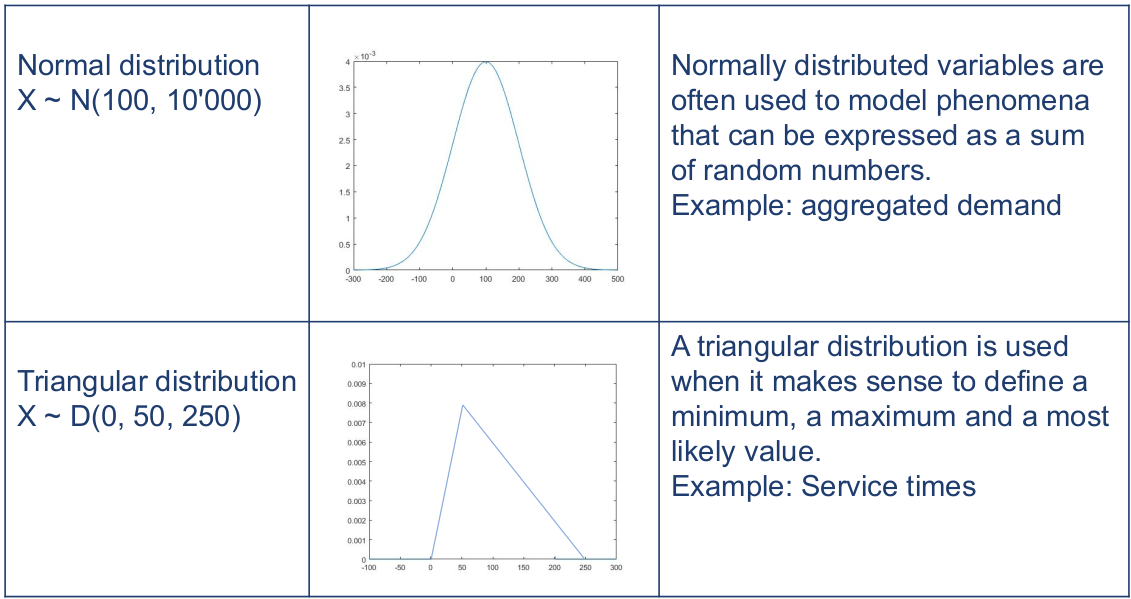 Normal distribution
X ~ N(100, 10'000)
× 10-3
4
3.5
3
2.5
2
1.5
1
0.5
0
-300 -200 -100 0 100 200 300 400 500
Normally distributed variables are
often used to model phenomena
that can be expressed as a sum
of random numbers.
Example: aggregated demand
Triangular distribution
X ~ D(0, 50, 250)
0.01
0.009
0.008
0.007
0.006
0.005
0.004
0.003
0.002
0.001
0
-100 -50 0 50 100 150 200 250 300
A triangular distribution is used
when it makes sense to define a
minimum, a maximum and a most
likely value.
Example: Service times